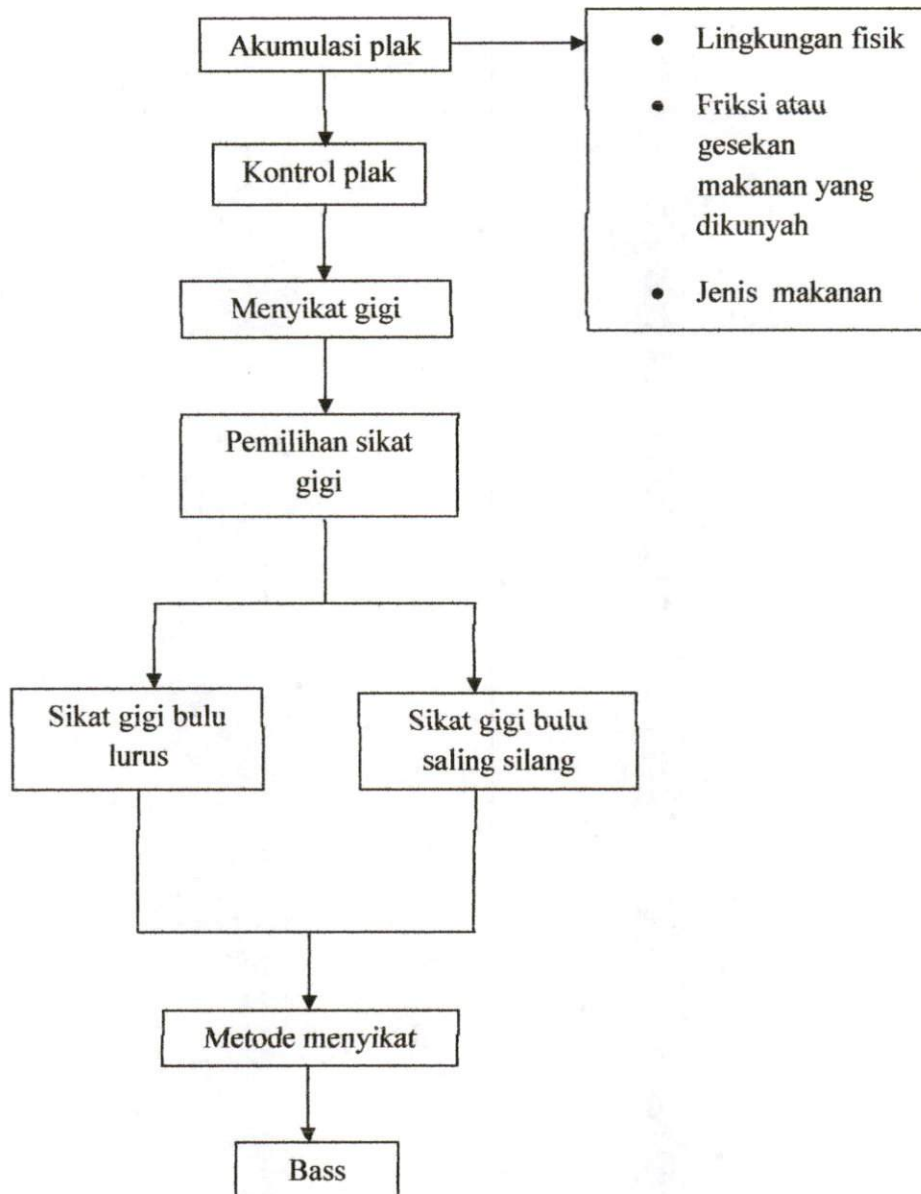 Akumulasi plak
• Lingkungan fisik
• Friksi atau
gesekan
makanan yang
dikunyah
• Jenis makanan
Kontrol plak
Menyikat gigi
Pemilihan sikat
gigi
Sikat gigi bulu
lurus
Sikat gigi bulu
saling silang
Metode menyikat
Bass